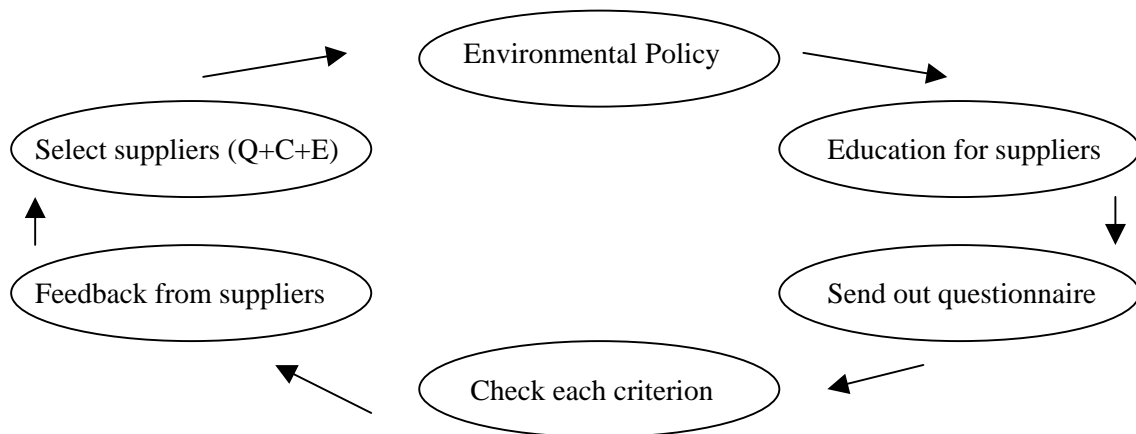 Environmental Policy
Select suppliers (Q+C+E)
Education for suppliers
Feedback from suppliers
Send out questionnaire
Check each criterion